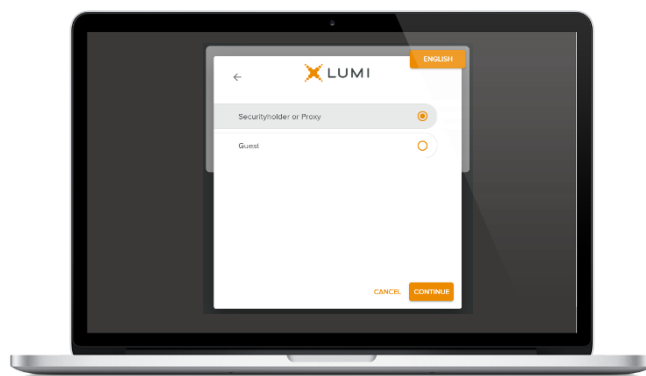 ENGLISH
LUMI
Securityholder or Proxy
Guest
CANCEL
CONTINUE